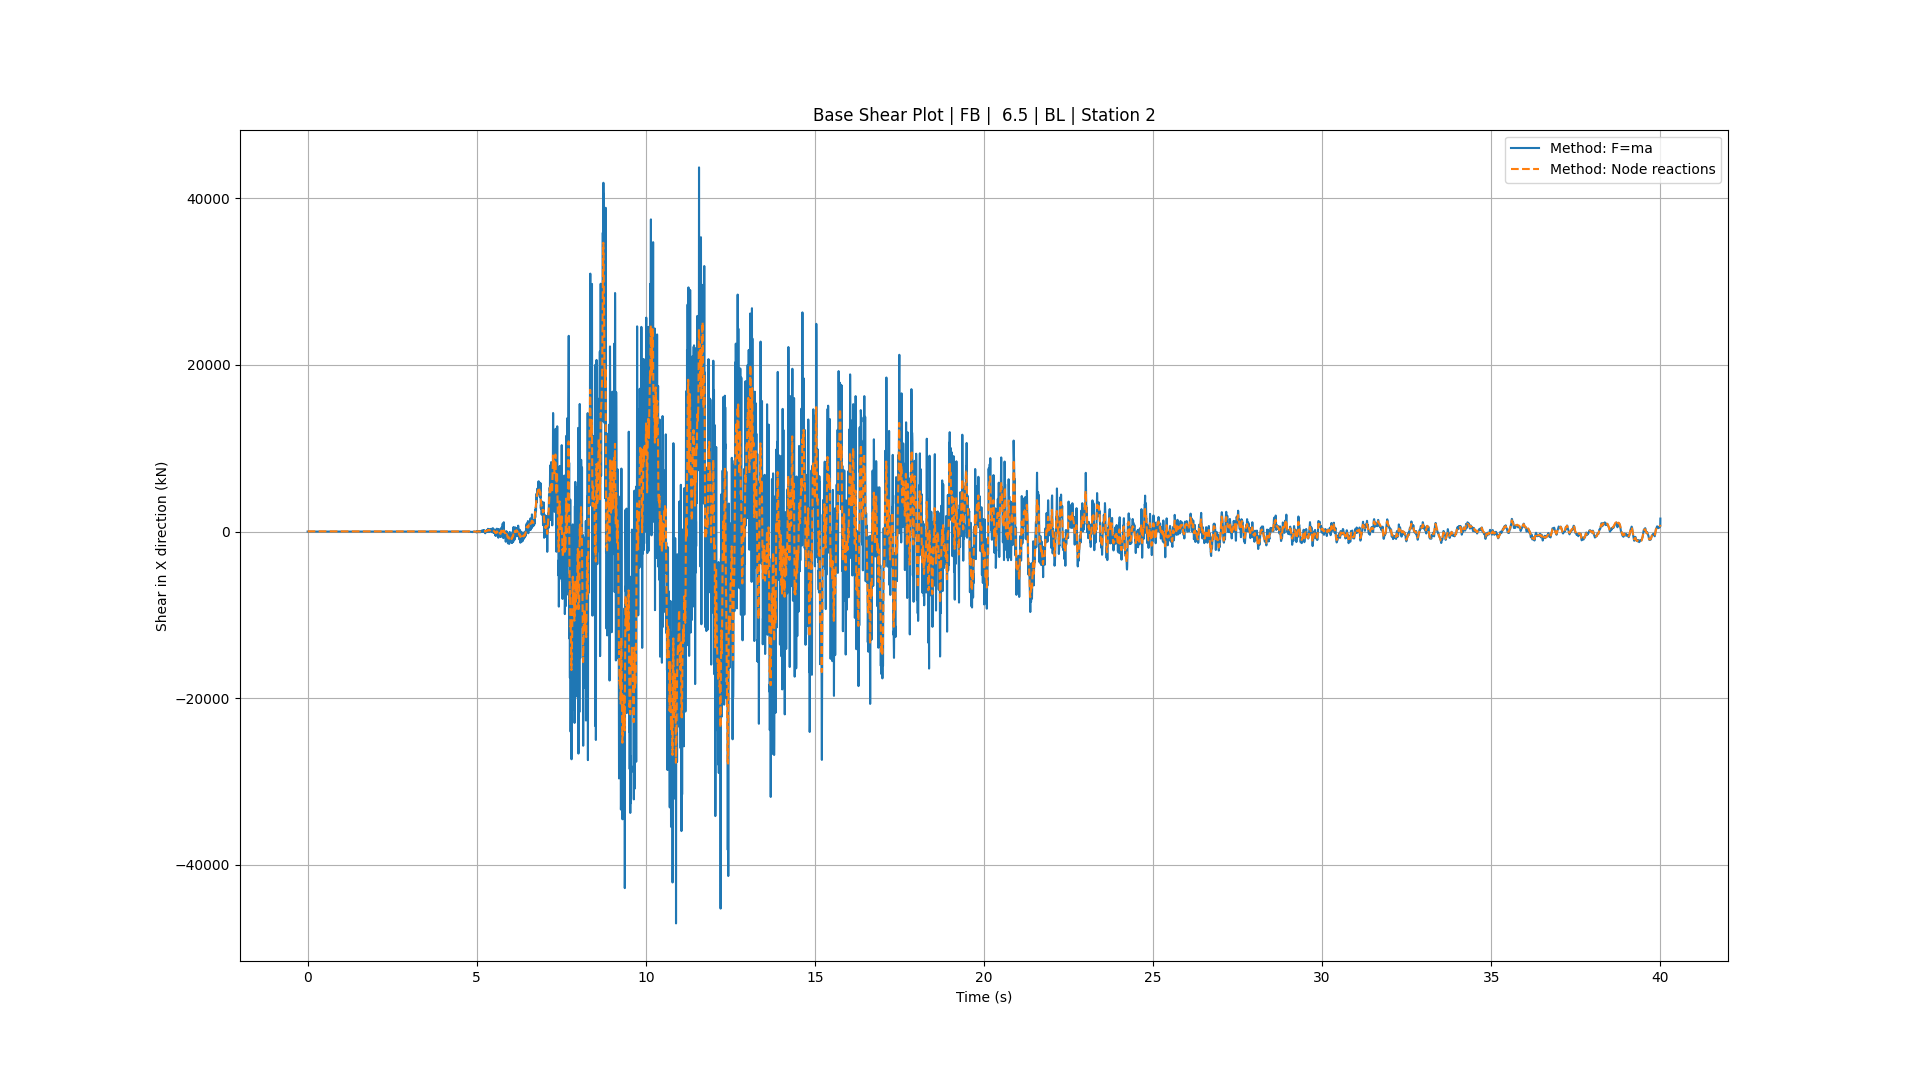 Base Shear Plot | FB |  6.5 | BL | Station 2
Method: F=ma
Method: Node reactions
40000
20000
0
−20000
−40000
Shear in X direction (kN)
0 5 10 15 20 25 30 35 40
Time (s)